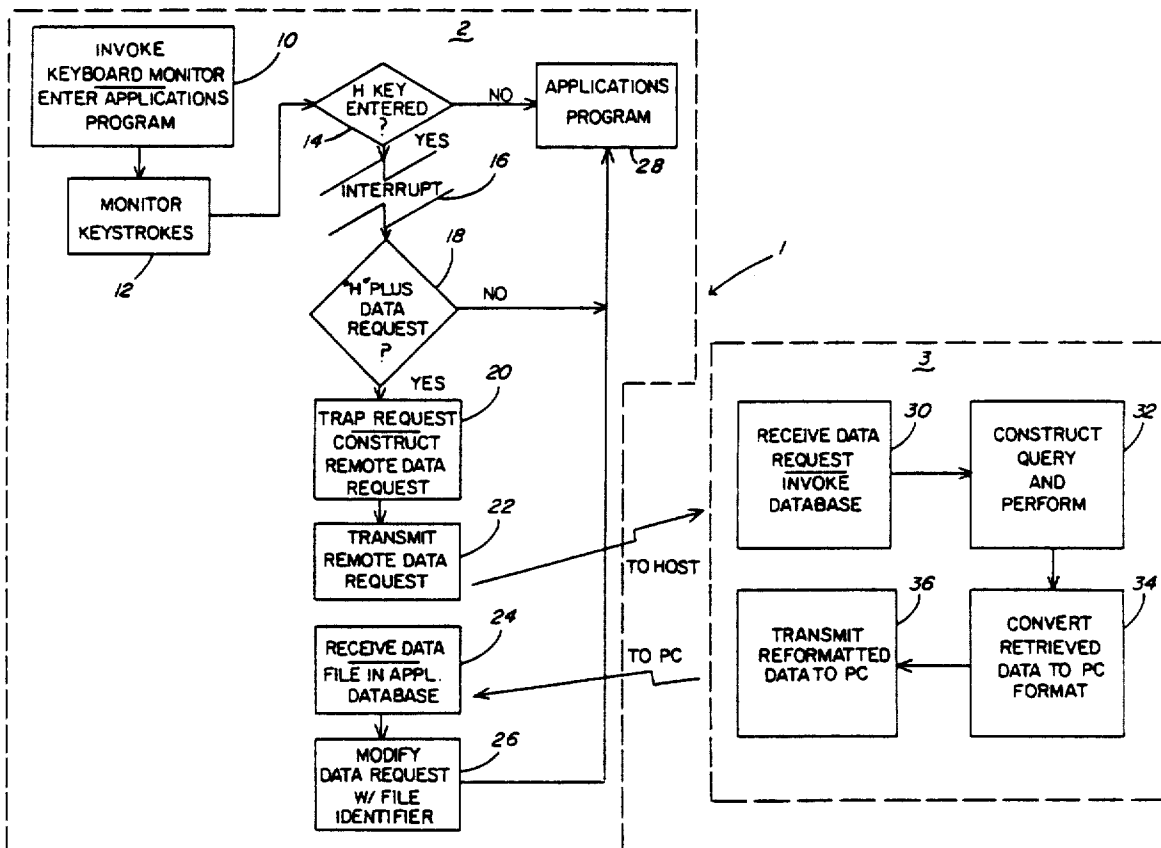 2
10
INVOKE
KEYBOARD MONITOR
ENTER APPLICATIONS
PROGRAM
MONITOR
KEYSTROKES
12
H KEY
ENTERED
?
14
NO
YES
APPLICATIONS
PROGRAM
28
INTERRUPT
16
18
"H" PLUS
DATA
REQUEST
?
NO
YES
20
TRAP REQUEST
CONSTRUCT
REMOTE DATA
REQUEST
22
TRANSMIT
REMOTE DATA
REQUEST
24
RECEIVE DATA
FILE IN APPL.
DATABASE
26
MODIFY
DATA REQUEST
W/ FILE
IDENTIFIER
TO HOST
TO PC
1
3
30
RECEIVE DATA
REQUEST
INVOKE
DATABASE
32
CONSTRUCT
QUERY
AND
PERFORM
34
CONVERT
RETRIEVED
DATA TO PC
FORMAT
36
TRANSMIT
REFORMATTED
DATA TO PC